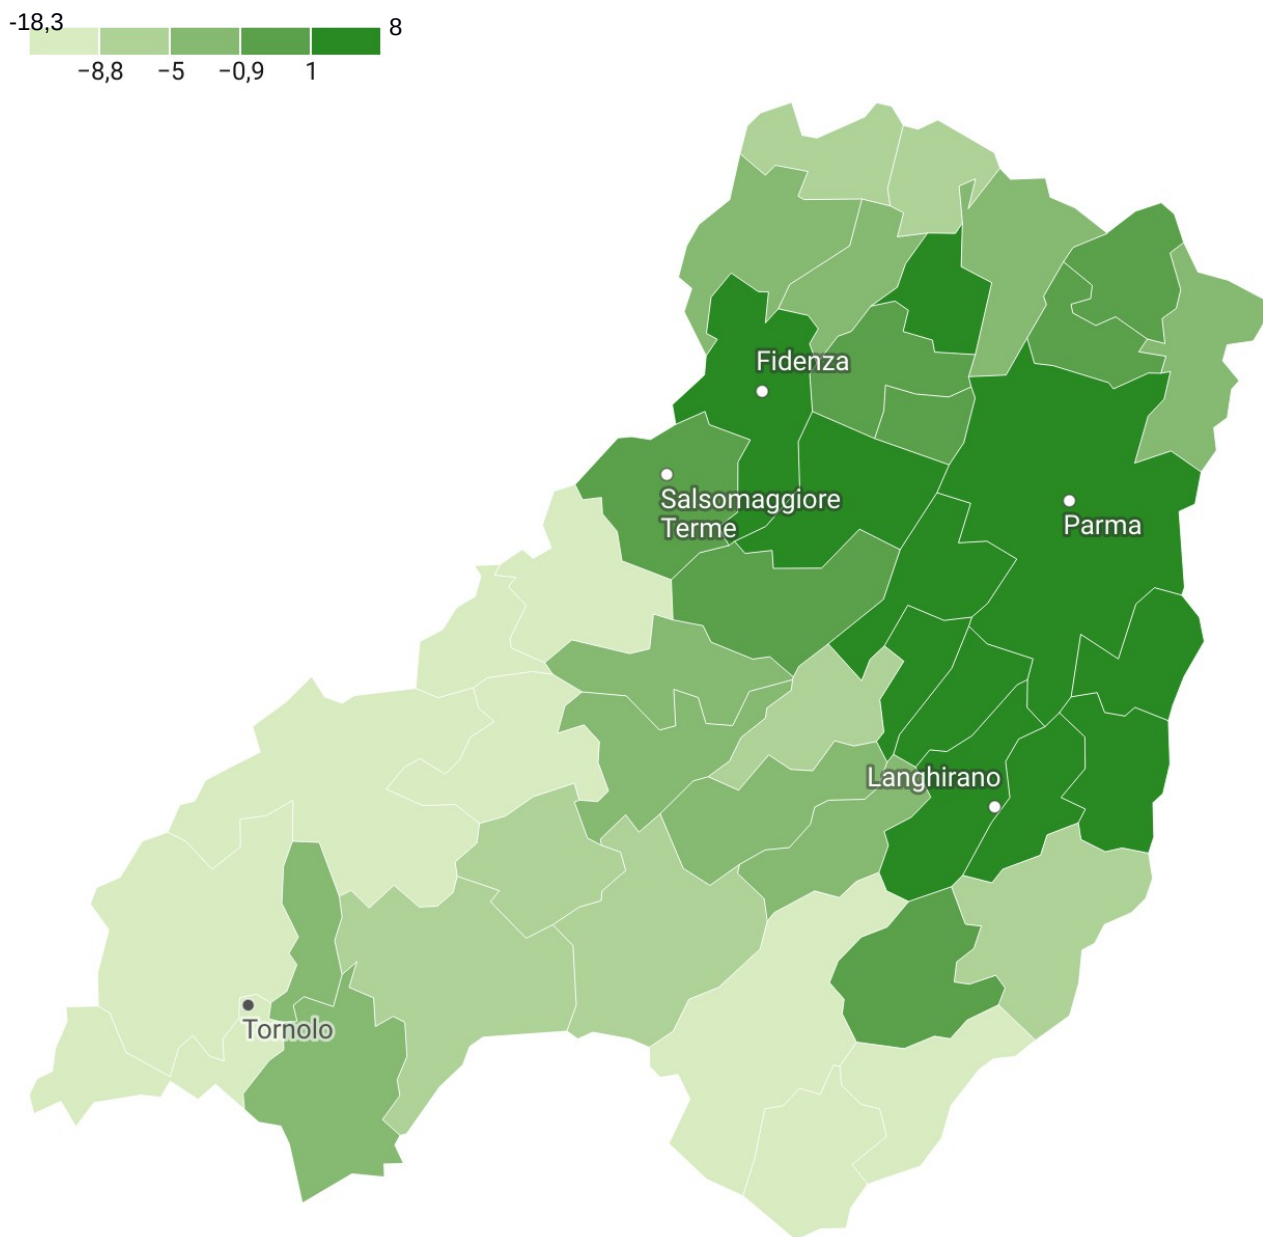 -18,3
8
−8,8
−5
−0,9
1
Fidenza
Salsomaggiore
Terme
Parma
Langhirano
Tornolo